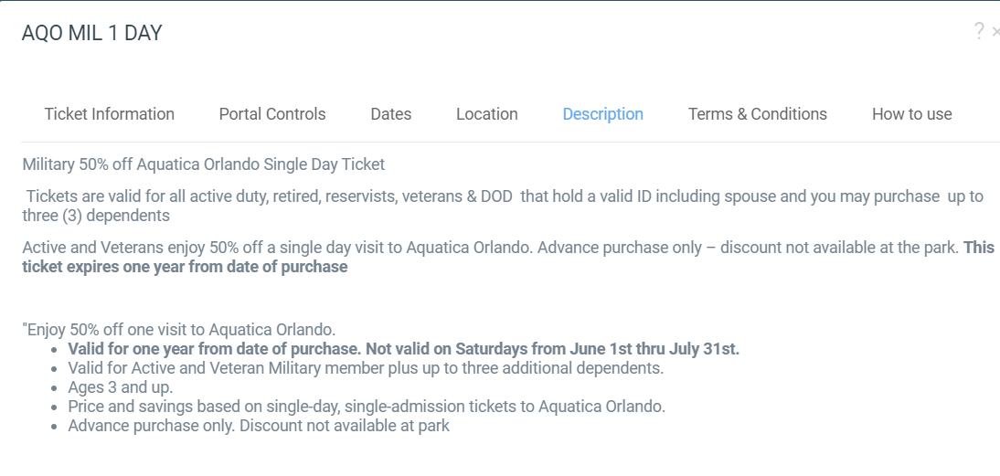 AQO MIL 1 DAY
? ×
Ticket Information Portal Controls Dates Location Description Terms & Conditions How to use
Military 50% off Aquatica Orlando Single Day Ticket
Tickets are valid for all active duty, retired, reservists, veterans & DOD  that hold a valid ID including spouse and you may purchase  up to
three (3) dependents
Active and Veterans enjoy 50% off a single day visit to Aquatica Orlando. Advance purchase only – discount not available at the park. This
ticket expires one year from date of purchase
"Enjoy 50% off one visit to Aquatica Orlando.
• Valid for one year from date of purchase. Not valid on Saturdays from June 1st thru July 31st.
• Valid for Active and Veteran Military member plus up to three additional dependents.
• Ages 3 and up.
• Price and savings based on single-day, single-admission tickets to Aquatica Orlando.
• Advance purchase only. Discount not available at park